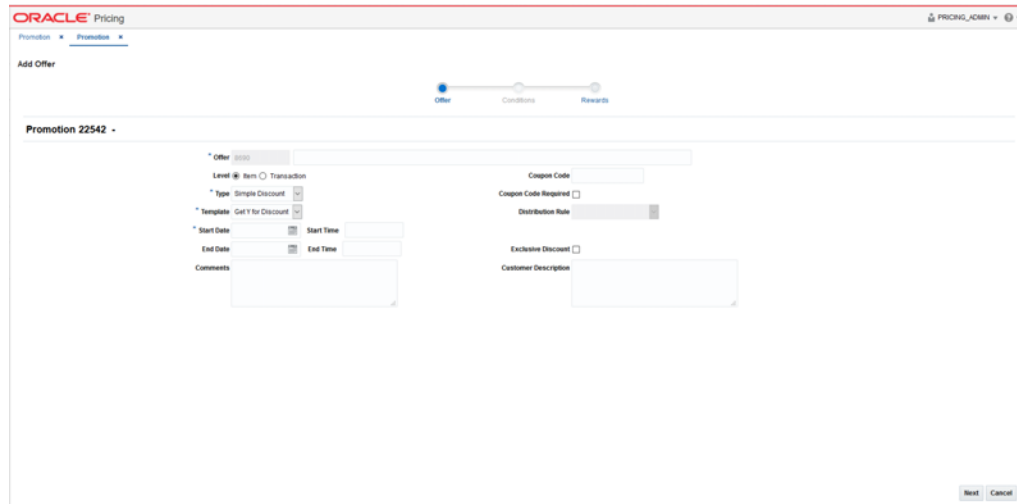 ORACLE® Pricing
PRICING_ADMIN
Promotion × Promotion ×
Add Offer
Offer Conditions Rewards
Promotion 22542 -
* Offer
Level Item Transaction Coupon Code
* Type Simple Discount Coupon Code Required
* Template Get Y for Discount Distribution Rule
* Start Date Start Time
End Date End Time Exclusive Discount
Comments Customer Description
Next Cancel